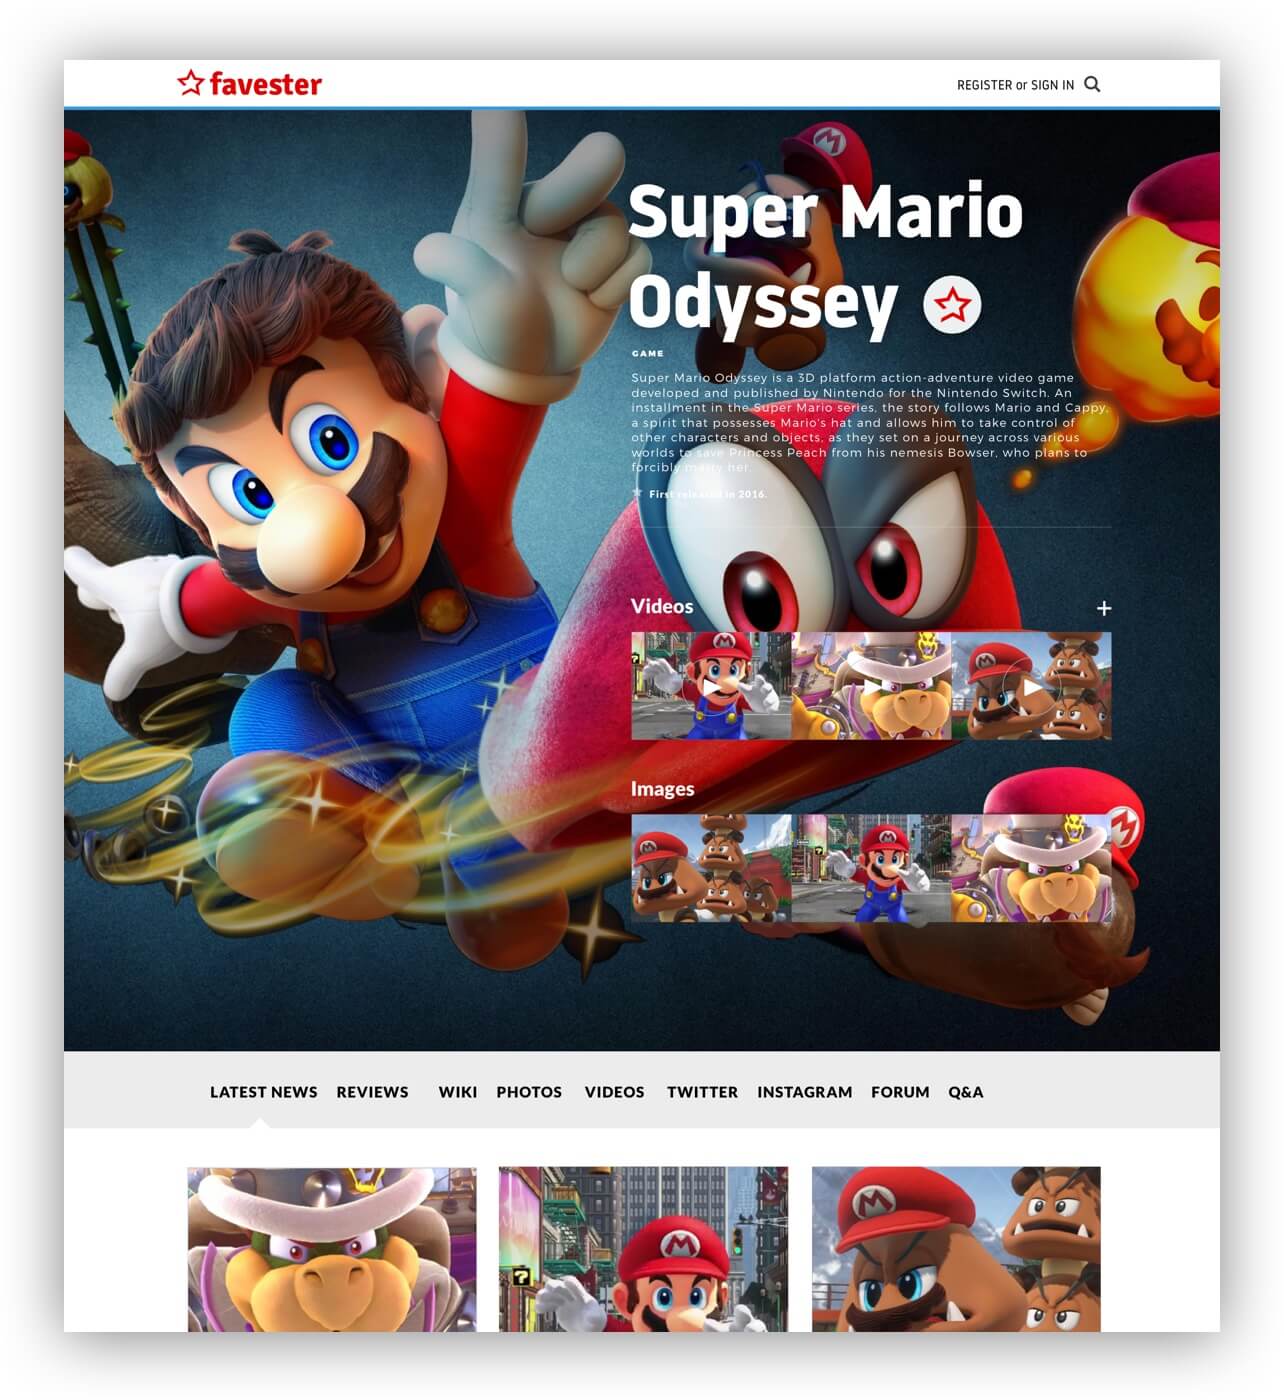 favester
REGISTER or SIGN IN
Super Mario
Odyssey
GAME
Super Mario Odyssey is a 3D platform action-adventure video game
developed and published by Nintendo for the Nintendo Switch. An
installment in the Super Mario series, the story follows Mario and Cappy,
a spirit that possesses Mario's hat and allows him to take control of
other characters and objects, as they set on a journey across various
worlds to save Princess Peach from his nemesis Bowser, who plans to
forcibly marry her.
First released in 2016.
Videos
+
Images
LATEST NEWS REVIEWS WIKI PHOTOS VIDEOS TWITTER INSTAGRAM FORUM Q&A